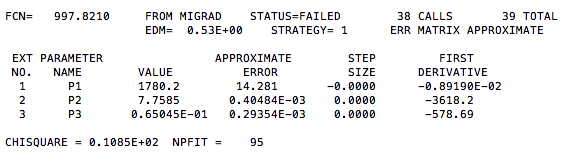 FCN= 997.8210 FROM MIGRAD STATUS=FAILED 38 CALLS 39 TOTAL
EDM= 0.53E+00 STRATEGY= 1 ERR MATRIX APPROXIMATE
EXT PARAMETER APPROXIMATE STEP FIRST
NO. NAME VALUE ERROR SIZE DERIVATIVE
1 P1 1780.2 14.281 -0.0000 -0.89190E-02
2 P2 7.7585 0.40484E-03 0.0000 -3618.2
3 P3 0.65045E-01 0.29354E-03 0.0000 -578.69
CHISQUARE = 0.1085E+02 NPFIT = 95